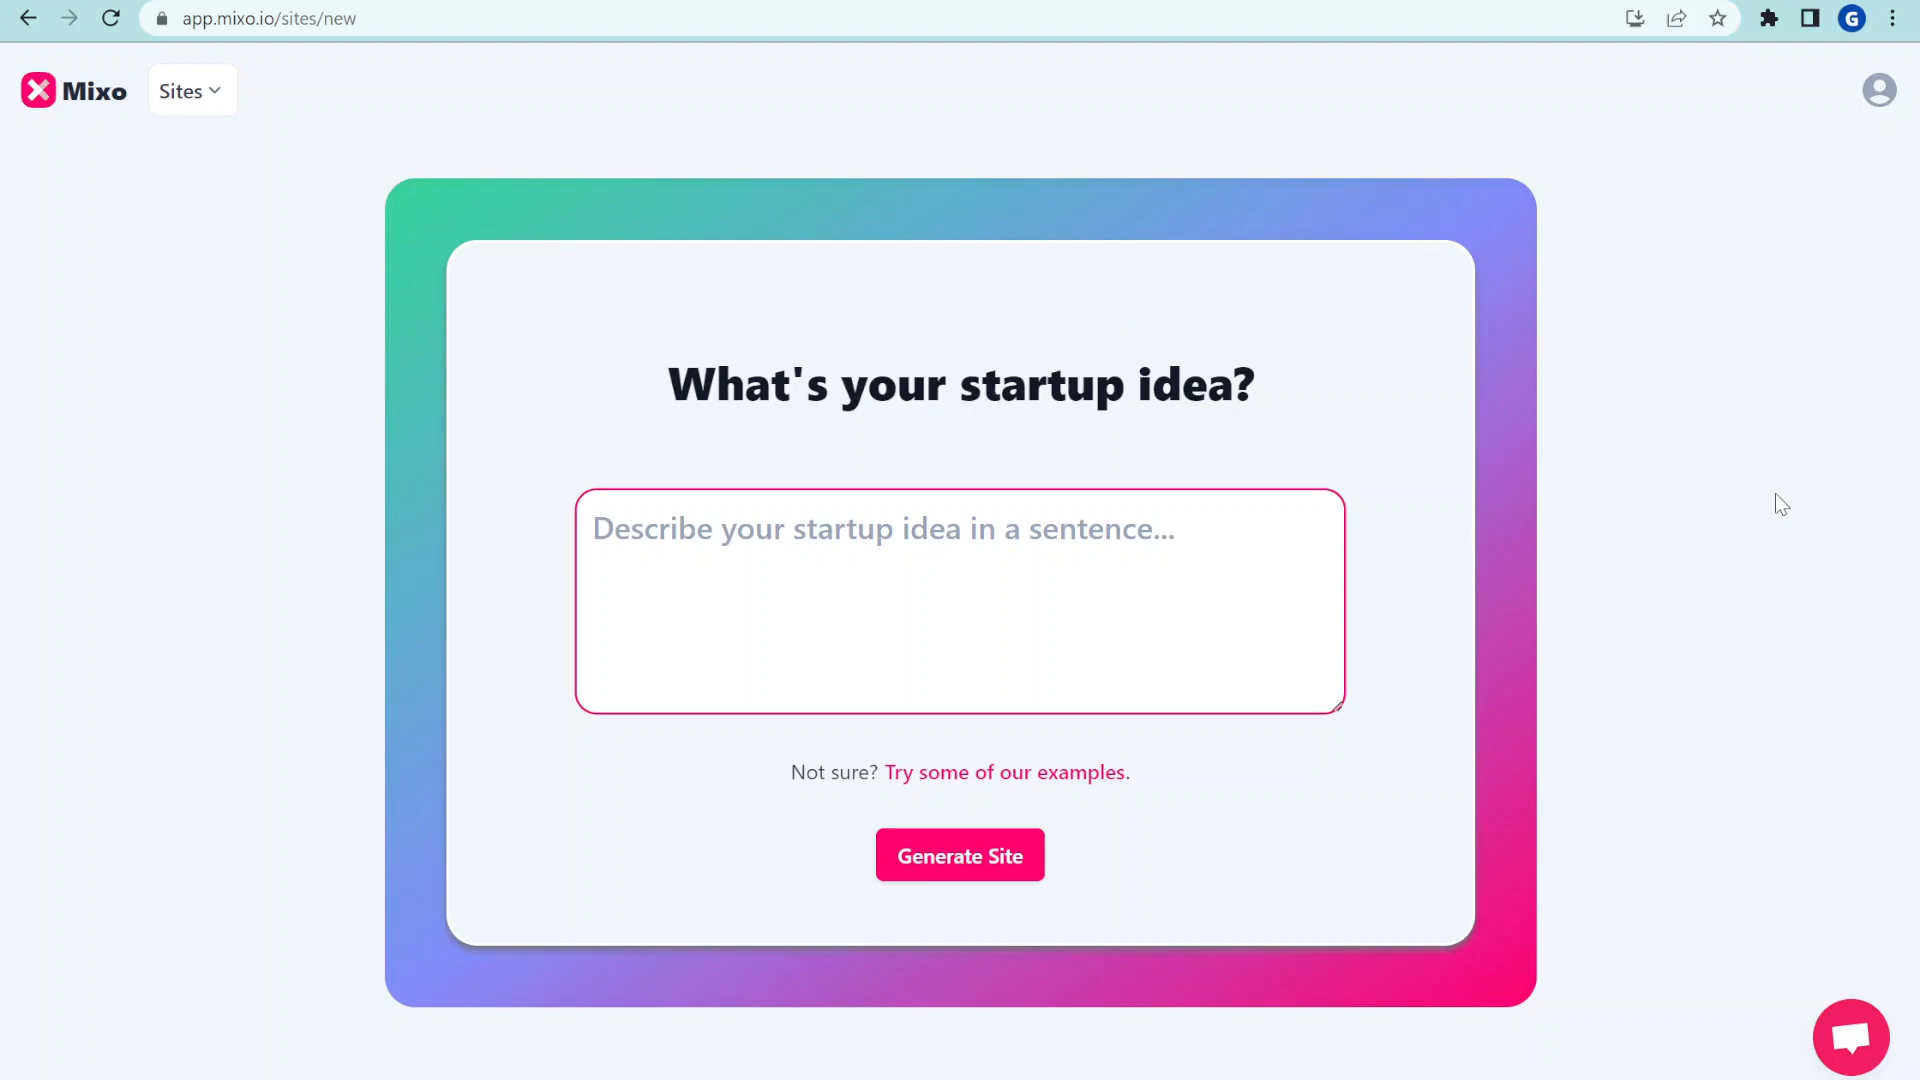 app.mixo.io/sites/new
G
Mixo
Sites
What's your startup idea?
Describe your startup idea in a sentence...
Not sure? Try some of our examples.
Generate Site